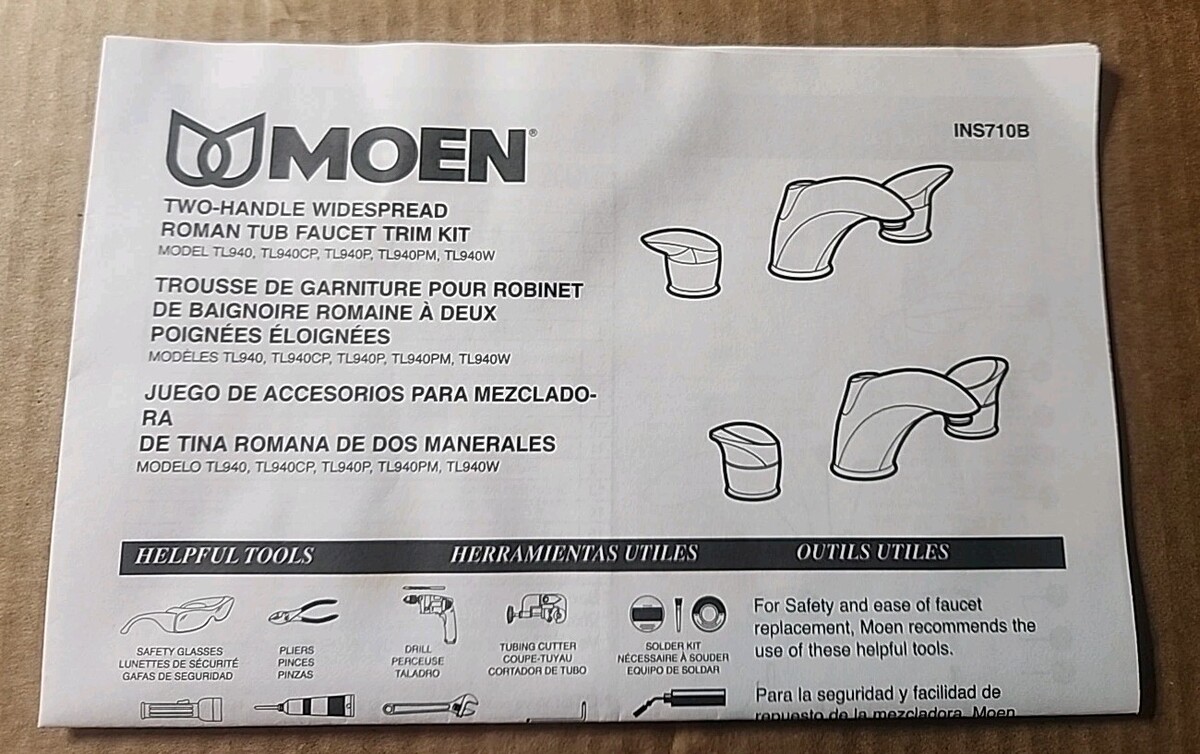 MOEN®
INS710B
TWO-HANDLE WIDESPREAD
ROMAN TUB FAUCET TRIM KIT
MODEL TL940, TL940CP, TL940P, TL940PM, TL940W
TROUSSE DE GARNITURE POUR ROBINET
DE BAIGNOIRE ROMAINE À DEUX
POIGNÉES ÉLOIGNÉES
MODÈLES TL940, TL940CP, TL940P, TL940PM, TL940W
JUEGO DE ACCESORIOS PARA MEZCLADO-
RA
DE TINA ROMANA DE DOS MANERALES
MODELO TL940, TL940CP, TL940P, TL940PM, TL940W
HELPFUL TOOLS HERRAMIENTAS UTILES OUTILS UTILES
SAFETY GLASSES
LUNETTES DE SÉCURITÉ
GAFAS DE SEGURIDAD
PLIERS
PINCES
PINZAS
DRILL
PERCEUSE
TALADRO
TUBING CUTTER
COUPE-TUYAU
CORTADOR DE TUBO
SOLDER KIT
NÉCESSAIRE À SOUDER
EQUIPO DE SOLDAR
For Safety and ease of faucet
replacement, Moen recommends the
use of these helpful tools.
Para la seguridad y facilidad de
repuesto de la mezcladora, Moen